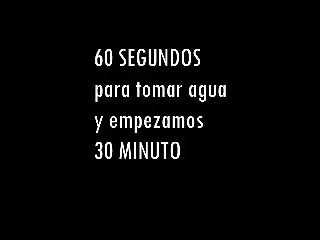 60 SEGUNDOS
para tomar agua
y empezamos
30 MINUTO